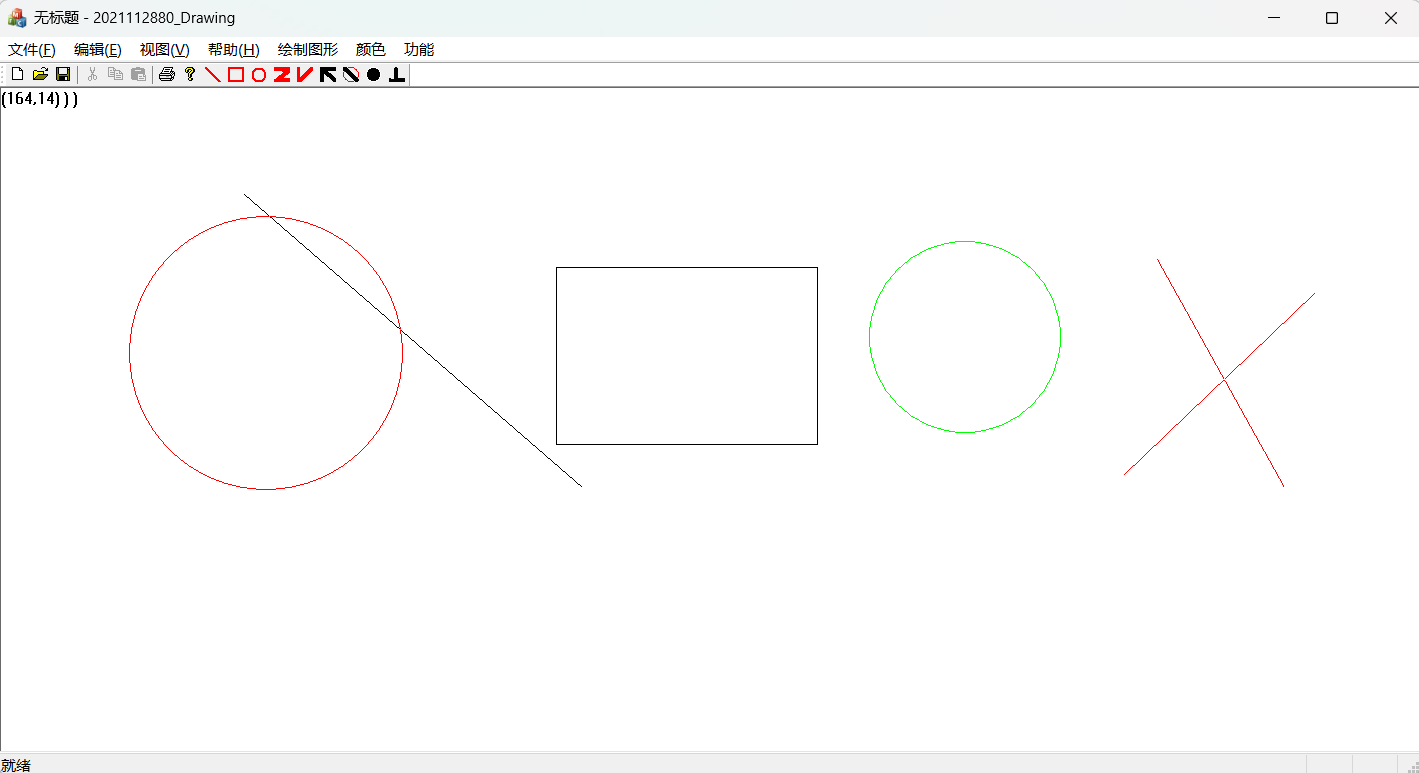 无标题 - 2021112880_Drawing
文件(F) 编辑(E) 视图(V) 帮助(H) 绘制图形 颜色 功能
(164,14) ) )
就绪